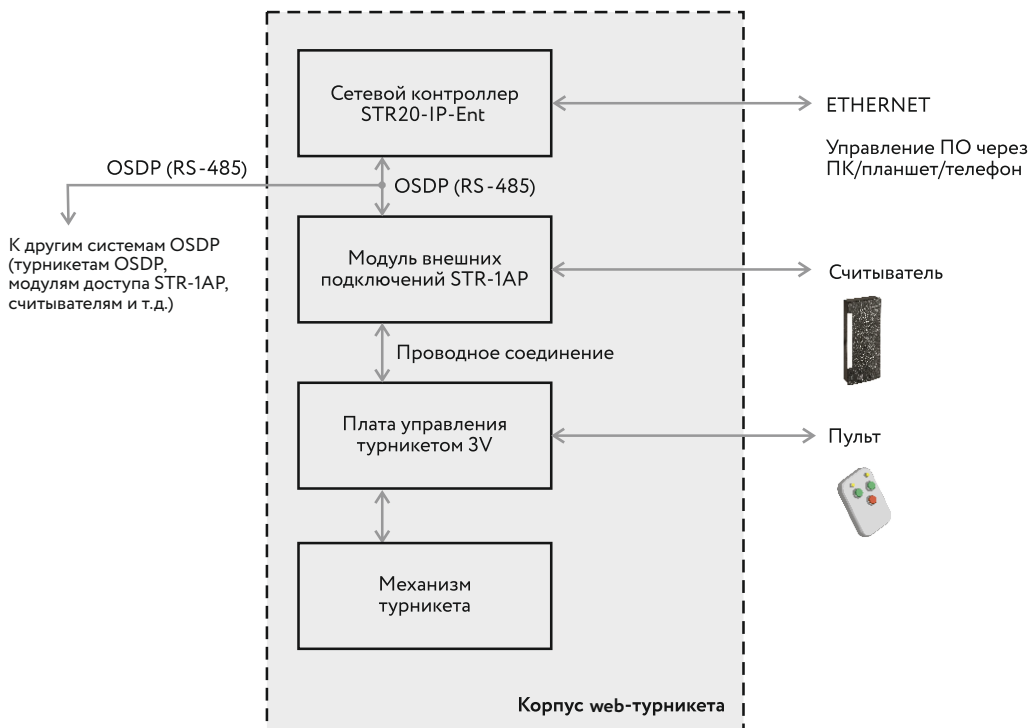 Сетевой контроллер
STR20-IP-Ent
ETHERNET
Управление ПО через
ПК/планшет/телефон
OSDP (RS-485)
OSDP (RS-485)
К другим системам OSDP
(турникетам OSDP,
модулям доступа STR-1AP,
считывателям и т.д.)
Модуль внешних
подключений STR-1AP
Считыватель
Проводное соединение
Плата управления
турникетом 3V
Пульт
Механизм
турникета
Корпус web-турникета